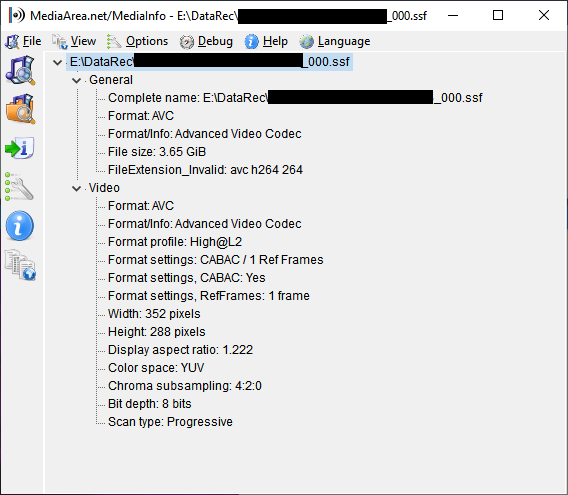 MediaArea.net/MediaInfo - E:\DataRec\ _000.ssf
File View Options Debug Help Language
E:\DataRec\ _000.ssf
General
Complete name: E:\DataRec\ _000.ssf
Format: AVC
Format/Info: Advanced Video Codec
File size: 3.65 GiB
FileExtension_Invalid: avc h264 264
Video
Format: AVC
Format/Info: Advanced Video Codec
Format profile: High@L2
Format settings: CABAC / 1 Ref Frames
Format settings, CABAC: Yes
Format settings, RefFrames: 1 frame
Width: 352 pixels
Height: 288 pixels
Display aspect ratio: 1.222
Color space: YUV
Chroma subsampling: 4:2:0
Bit depth: 8 bits
Scan type: Progressive